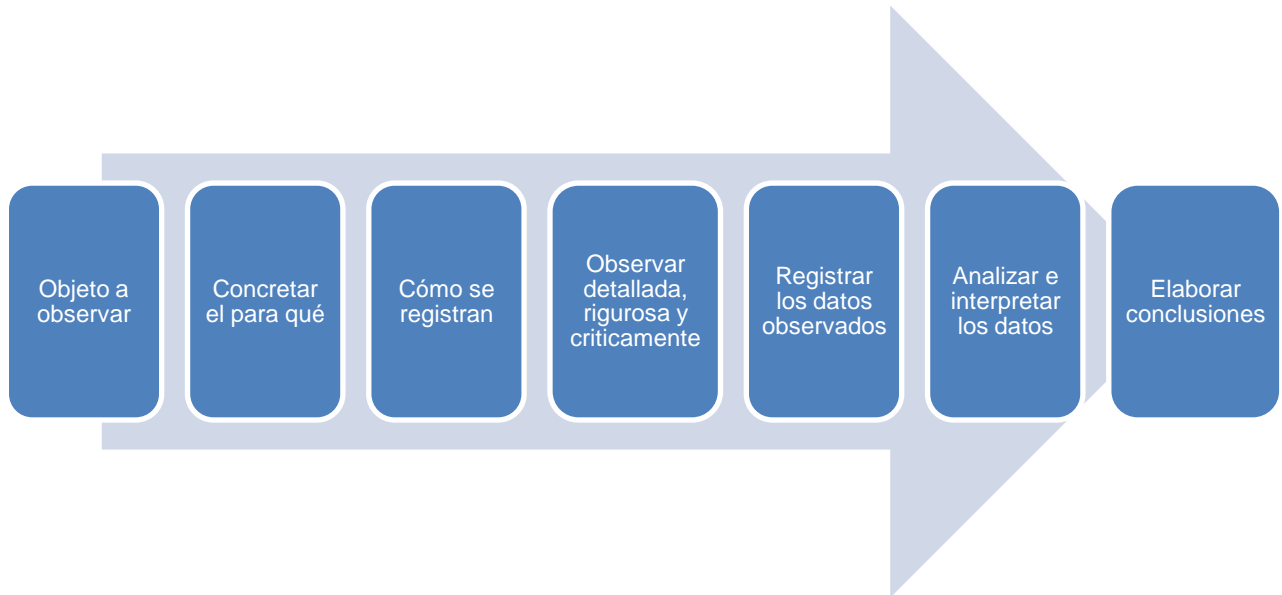 Objeto a
observar
Concretar
el para qué
Cómo se
registran
Observar
detallada,
rigurosa y
criticamente
Registrar
los datos
observados
Analizar e
interpretar
los datos
Elaborar
conclusiones